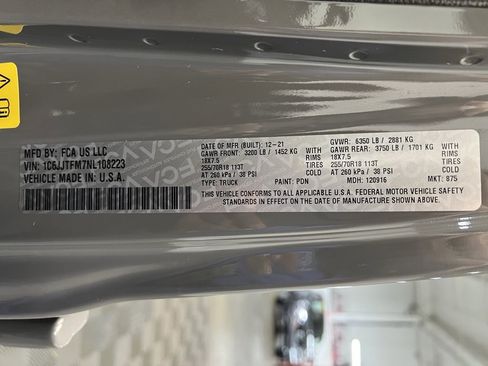 MFD BY: FCA US LLC
VIN: 1C6JJTFM7NL108223
VEHICLE MADE IN: U.S.A.
DATE OF MFR (BUILT): 12-21 GVWR: 6350 LB / 2881 KG
GAWR FRONT: 3200 LB / 1452 KG GAWR REAR: 3750 LB / 1701 KG
18X7.5 RIMS 18X7.5 RIMS
255/70R18 113T TIRES 255/70R18 113T TIRES
AT 260 kPa / 38 PSI COLD AT 260 kPa / 38 PSI COLD
TYPE: TRUCK PAINT: PDN MDH: 120916 MKT: 875
THIS VEHICLE CONFORMS TO ALL APPLICABLE U.S.A. FEDERAL MOTOR VEHICLE SAFETY
STANDARDS IN EFFECT ON THE DATE OF MANUFACTURE SHOWN ABOVE.